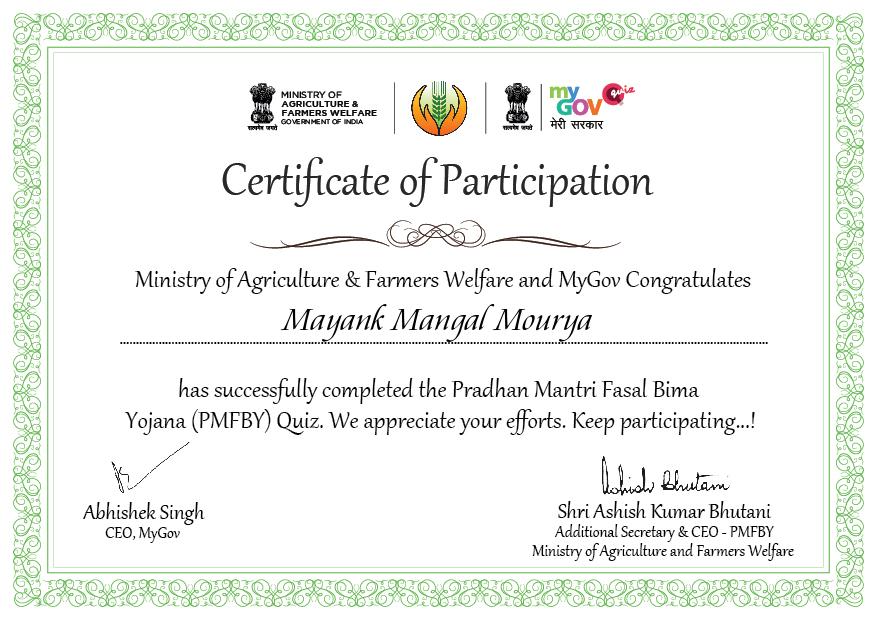 MINISTRY OF
AGRICULTURE &
FARMERS WELFARE
GOVERNMENT OF INDIA
सत्यमेव जयते
सत्यमेव जयते
my
GOV
quiz
मेरी सरकार
Certificate of Participation
Ministry of Agriculture & Farmers Welfare and MyGov Congratulates
Mayank Mangal Mourya
has successfully completed the Pradhan Mantri Fasal Bima
Yojana (PMFBY) Quiz. We appreciate your efforts. Keep participating...!
Ashish Bhutani
Abhishek Singh
CEO, MyGov
Shri Ashish Kumar Bhutani
Additional Secretary & CEO - PMFBY
Ministry of Agriculture and Farmers Welfare